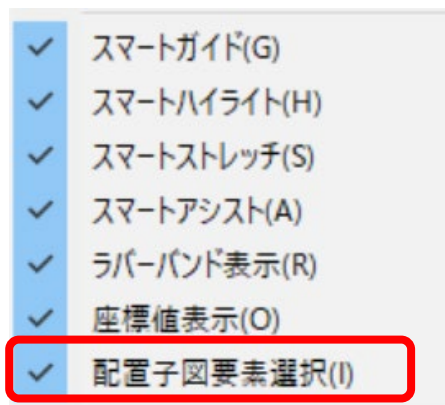 スマートガイド(G)
スマートハイライト(H)
スマートストレッチ(S)
スマートアシスト(A)
ラバーバンド表示(R)
座標値表示(O)
配置子図要素選択(I)